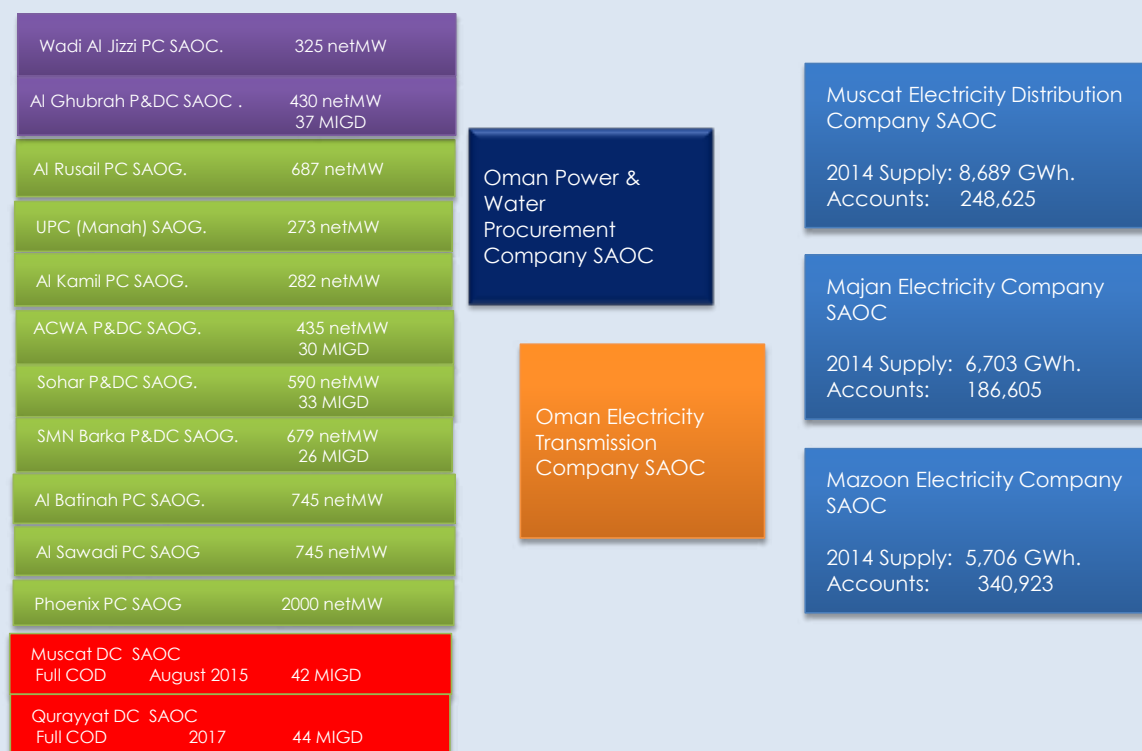 Wadi Al Jizzi PC SAOC. 325 netMW
Al Ghubrah P&DC SAOC . 430 netMW
37 MIGD
Al Rusail PC SAOG. 687 netMW
UPC (Manah) SAOG. 273 netMW
Al Kamil PC SAOG. 282 netMW
ACWA P&DC SAOG. 435 netMW
30 MIGD
Sohar P&DC SAOG. 590 netMW
33 MIGD
SMN Barka P&DC SAOG. 679 netMW
26 MIGD
Al Batinah PC SAOG. 745 netMW
Al Sawadi PC SAOG 745 netMW
Phoenix PC SAOG 2000 netMW
Muscat DC SAOC
Full COD August 2015 42 MIGD
Qurayyat DC SAOC
Full COD 2017 44 MIGD
Oman Power &
Water
Procurement
Company SAOC
Oman Electricity
Transmission
Company SAOC
Muscat Electricity Distribution
Company SAOC
2014 Supply: 8,689 GWh.
Accounts: 248,625
Majan Electricity Company
SAOC
2014 Supply: 6,703 GWh.
Accounts: 186,605
Mazoon Electricity Company
SAOC
2014 Supply: 5,706 GWh.
Accounts: 340,923